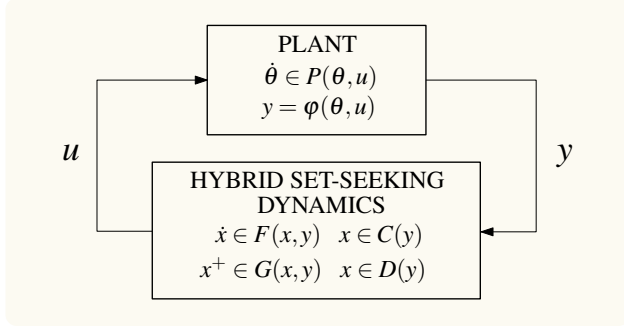 PLANT
θ̇ ∈ P(θ,u)
y = φ(θ,u)
u
y
HYBRID SET-SEEKING
DYNAMICS
ẋ ∈ F(x,y) x ∈ C(y)
x⁺ ∈ G(x,y) x ∈ D(y)